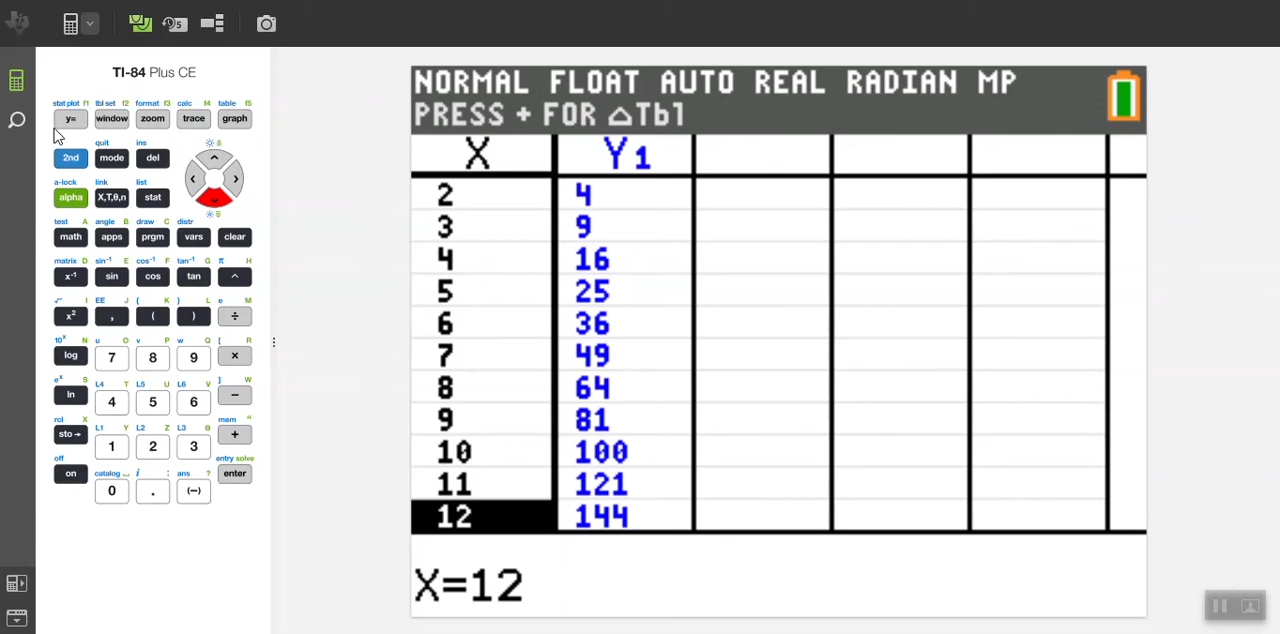 TI-84 Plus CE
stat plot f1 tbl set f2 format f3 calc f4 table f5
y= window zoom trace graph
quit ins
2nd mode del
a-lock link list
alpha X,T,θ,n stat
test A angle B draw C distr
math apps prgm vars clear
matrix D sin⁻¹ E cos⁻¹ F tan⁻¹ G π H
x⁻¹ sin cos tan ^
√ I EE J { K } L e M
x² , ( ) ÷
10ˣ N u O v P w Q [ R
log 7 8 9 ×
eˣ S L4 T L5 U L6 V ] W
ln 4 5 6 −
rcl X L1 Y L2 Z L3 θ mem "
sto→ 1 2 3 +
off catalog ␣ i : ans ? entry solve
on 0 . (−) enter
NORMAL FLOAT AUTO REAL RADIAN MP
PRESS + FOR △Tbl
X Y1
2 4
3 9
4 16
5 25
6 36
7 49
8 64
9 81
10 100
11 121
12 144
X=12